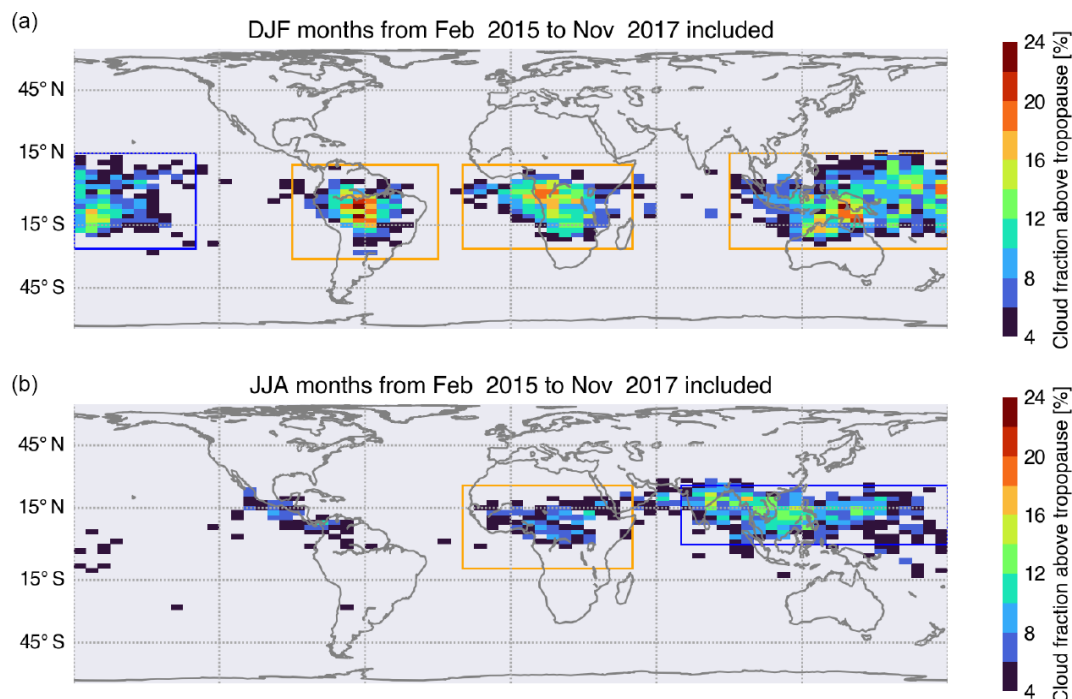 (a)
DJF months from Feb 2015 to Nov 2017 included
45° N
15° N
15° S
45° S
24
20
16
12
8
4
Cloud fraction above tropopause [%]
(b)
JJA months from Feb 2015 to Nov 2017 included
45° N
15° N
15° S
45° S
24
20
16
12
8
4
Cloud fraction above tropopause [%]